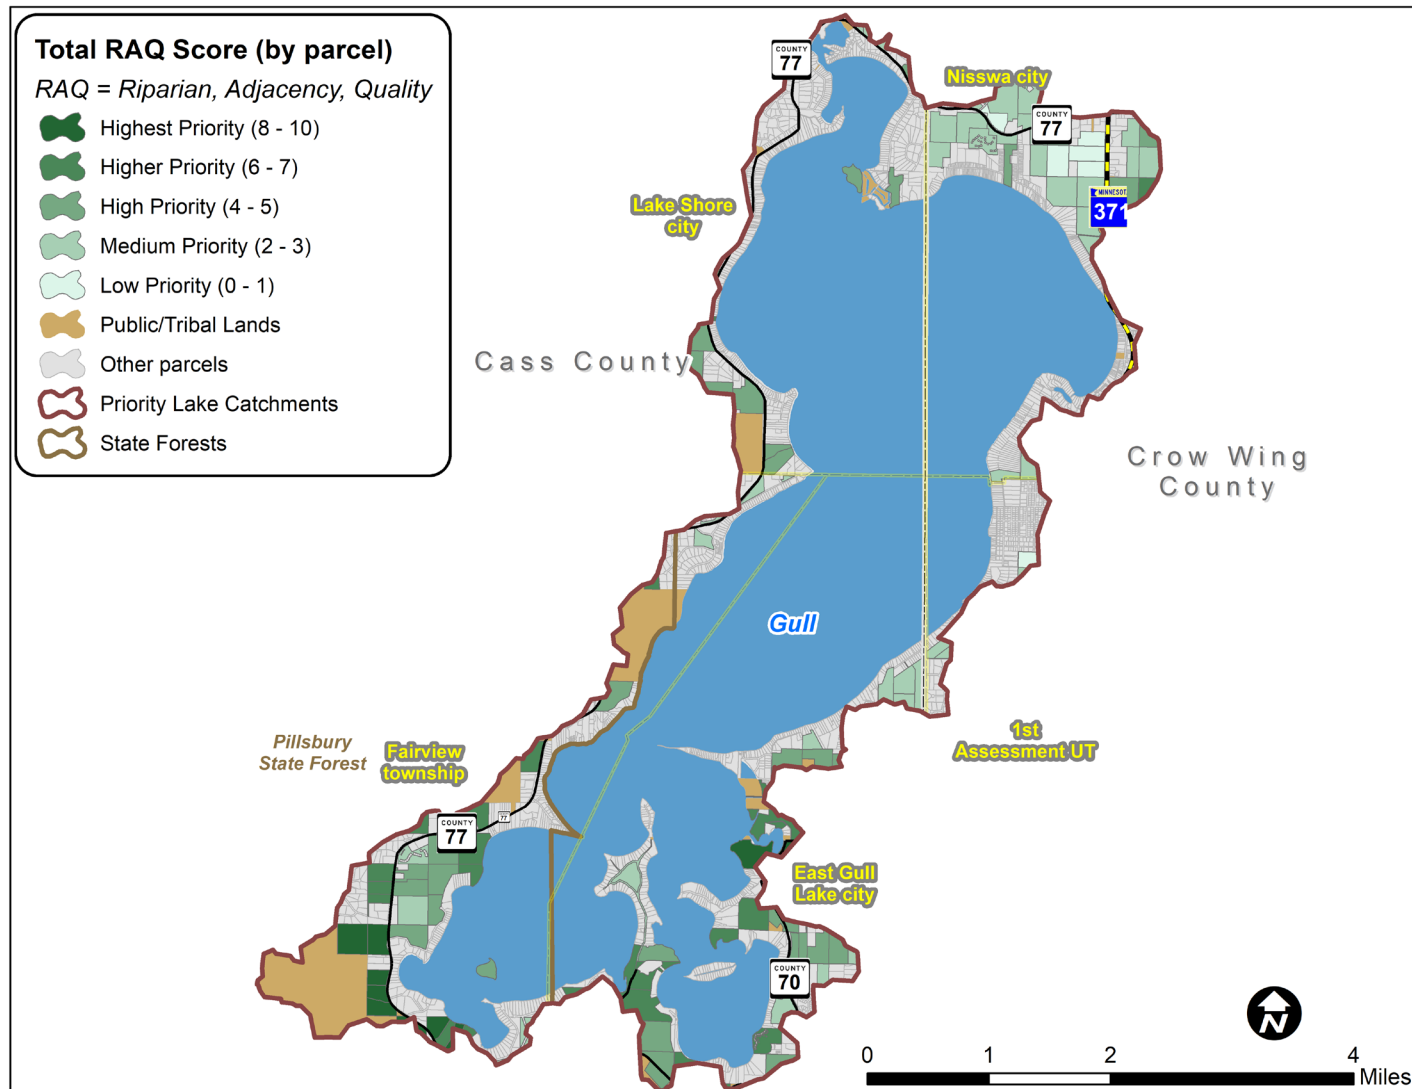 Total RAQ Score (by parcel)
RAQ = Riparian, Adjacency, Quality
Highest Priority (8 - 10)
Higher Priority (6 - 7)
High Priority (4 - 5)
Medium Priority (2 - 3)
Low Priority (0 - 1)
Public/Tribal Lands
Other parcels
Priority Lake Catchments
State Forests
COUNTY
77
Nisswa city
COUNTY
77
MINNESOT
371
Lake Shore
city
Cass County
Crow Wing
County
Gull
Pillsbury
State Forest
Fairview
township
1st
Assessment UT
COUNTY
77
77
East Gull
Lake city
COUNTY
70
N
0 1 2 4
Miles